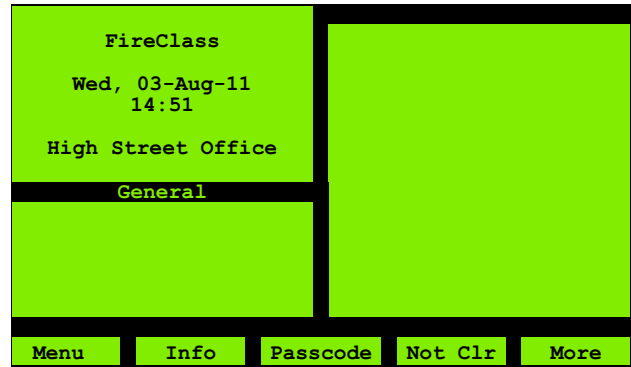 FireClass
Wed, 03-Aug-11
14:51
High Street Office
General
Menu Info Passcode Not Clr More